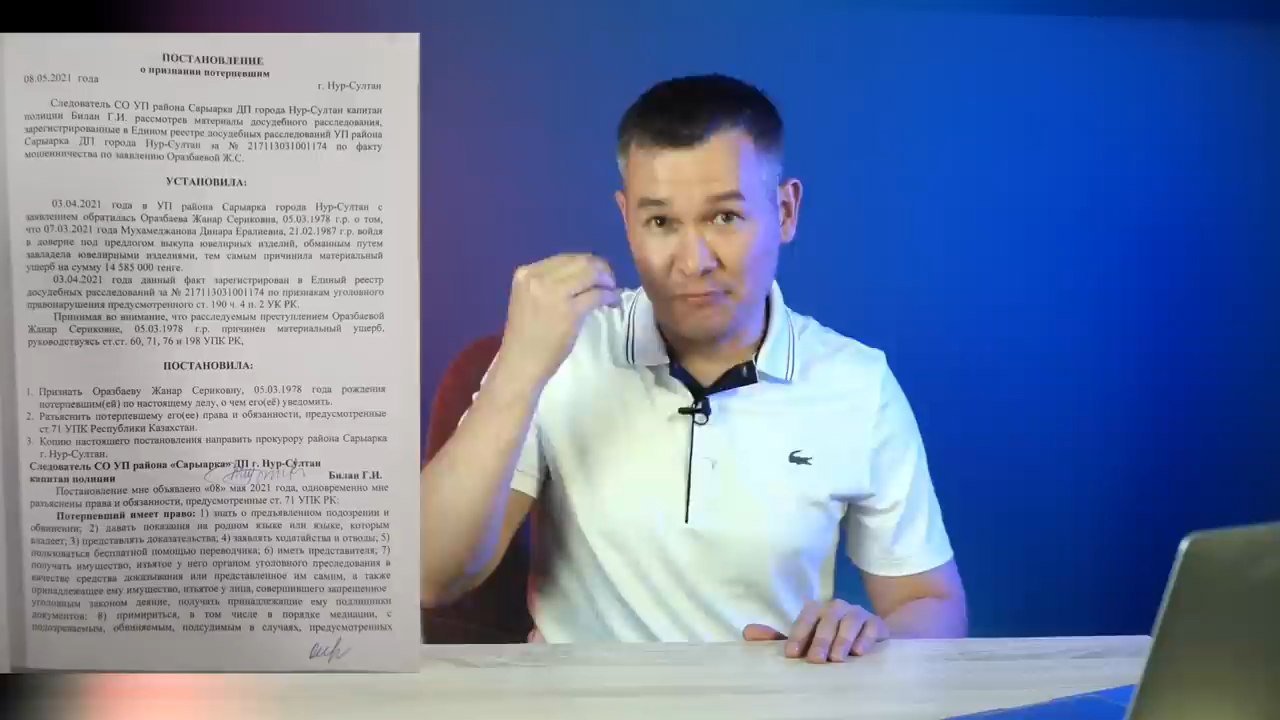 ПОСТАНОВЛЕНИЕ
о признании потерпевшим
08.05.2021 года
г. Нур-Султан
Следователь СО УП района Сарыарка ДП города Нур-Султан капитан
полиции Билан Г.И. рассмотрев материалы досудебного расследования,
зарегистрированные в Едином реестре досудебных расследований УП района
Сарыарка ДП города Нур-Султан за № 217113031001174 по факту
мошенничества по заявлению Оразбаевой Ж.С.
УСТАНОВИЛА:
03.04.2021 года в УП района Сарыарка города Нур-Султан с
заявлением обратилась Оразбаева Жанар Сериковна, 05.03.1978 г.р. о том,
что 07.03.2021 года Мухамеджанова Динара Ералиевна, 21.02.1987 г.р. войдя
в доверие под предлогом выкупа ювелирных изделий, обманным путем
завладела ювелирными изделиями, тем самым причинила материальный
ущерб на сумму 14 585 000 тенге.
03.04.2021 года данный факт зарегистрирован в Единый реестр
досудебных расследований за № 217113031001174 по признакам уголовного
правонарушения предусмотренного ст. 190 ч. 4 п. 2 УК РК.
Принимая во внимание, что расследуемым преступлением Оразбаевой
Жанар Сериковне, 05.03.1978 г.р. причинен материальный ущерб,
руководствуясь ст.ст. 60, 71, 76 и 198 УПК РК,
ПОСТАНОВИЛА:
1. Признать Оразбаеву Жанар Сериковну, 05.03.1978 года рождения
потерпевшим(ей) по настоящему делу, о чем его(её) уведомить.
2. Разъяснить потерпевшему его(ее) права и обязанности, предусмотренные
ст 71 УПК Республики Казахстан.
3. Копию настоящего постановления направить прокурору района Сарыарка
г. Нур-Султан.
Следователь СО УП района «Сарыарка» ДП г. Нур-Султан
капитан полиции Билан Г.И.
Постановление мне объявлено «08» мая 2021 года, одновременно мне
разъяснены права и обязанности, предусмотренные ст. 71 УПК РК:
Потерпевший имеет право: 1) знать о предъявленном подозрении и
обвинении; 2) давать показания на родном языке или языке, которым
владеет; 3) представлять доказательства; 4) заявлять ходатайства и отводы; 5)
пользоваться бесплатной помощью переводчика; 6) иметь представителя; 7)
получать имущество, изъятое у него органом уголовного преследования в
качестве средства доказывания или представленное им самим, а также
принадлежащее ему имущество, изъятое у лица, совершившего запрещенное
уголовным законом деяние, получать принадлежащие ему подлинники
документов; 8) примириться, в том числе в порядке медиации, с
подозреваемым, обвиняемым, подсудимым в случаях, предусмотренных